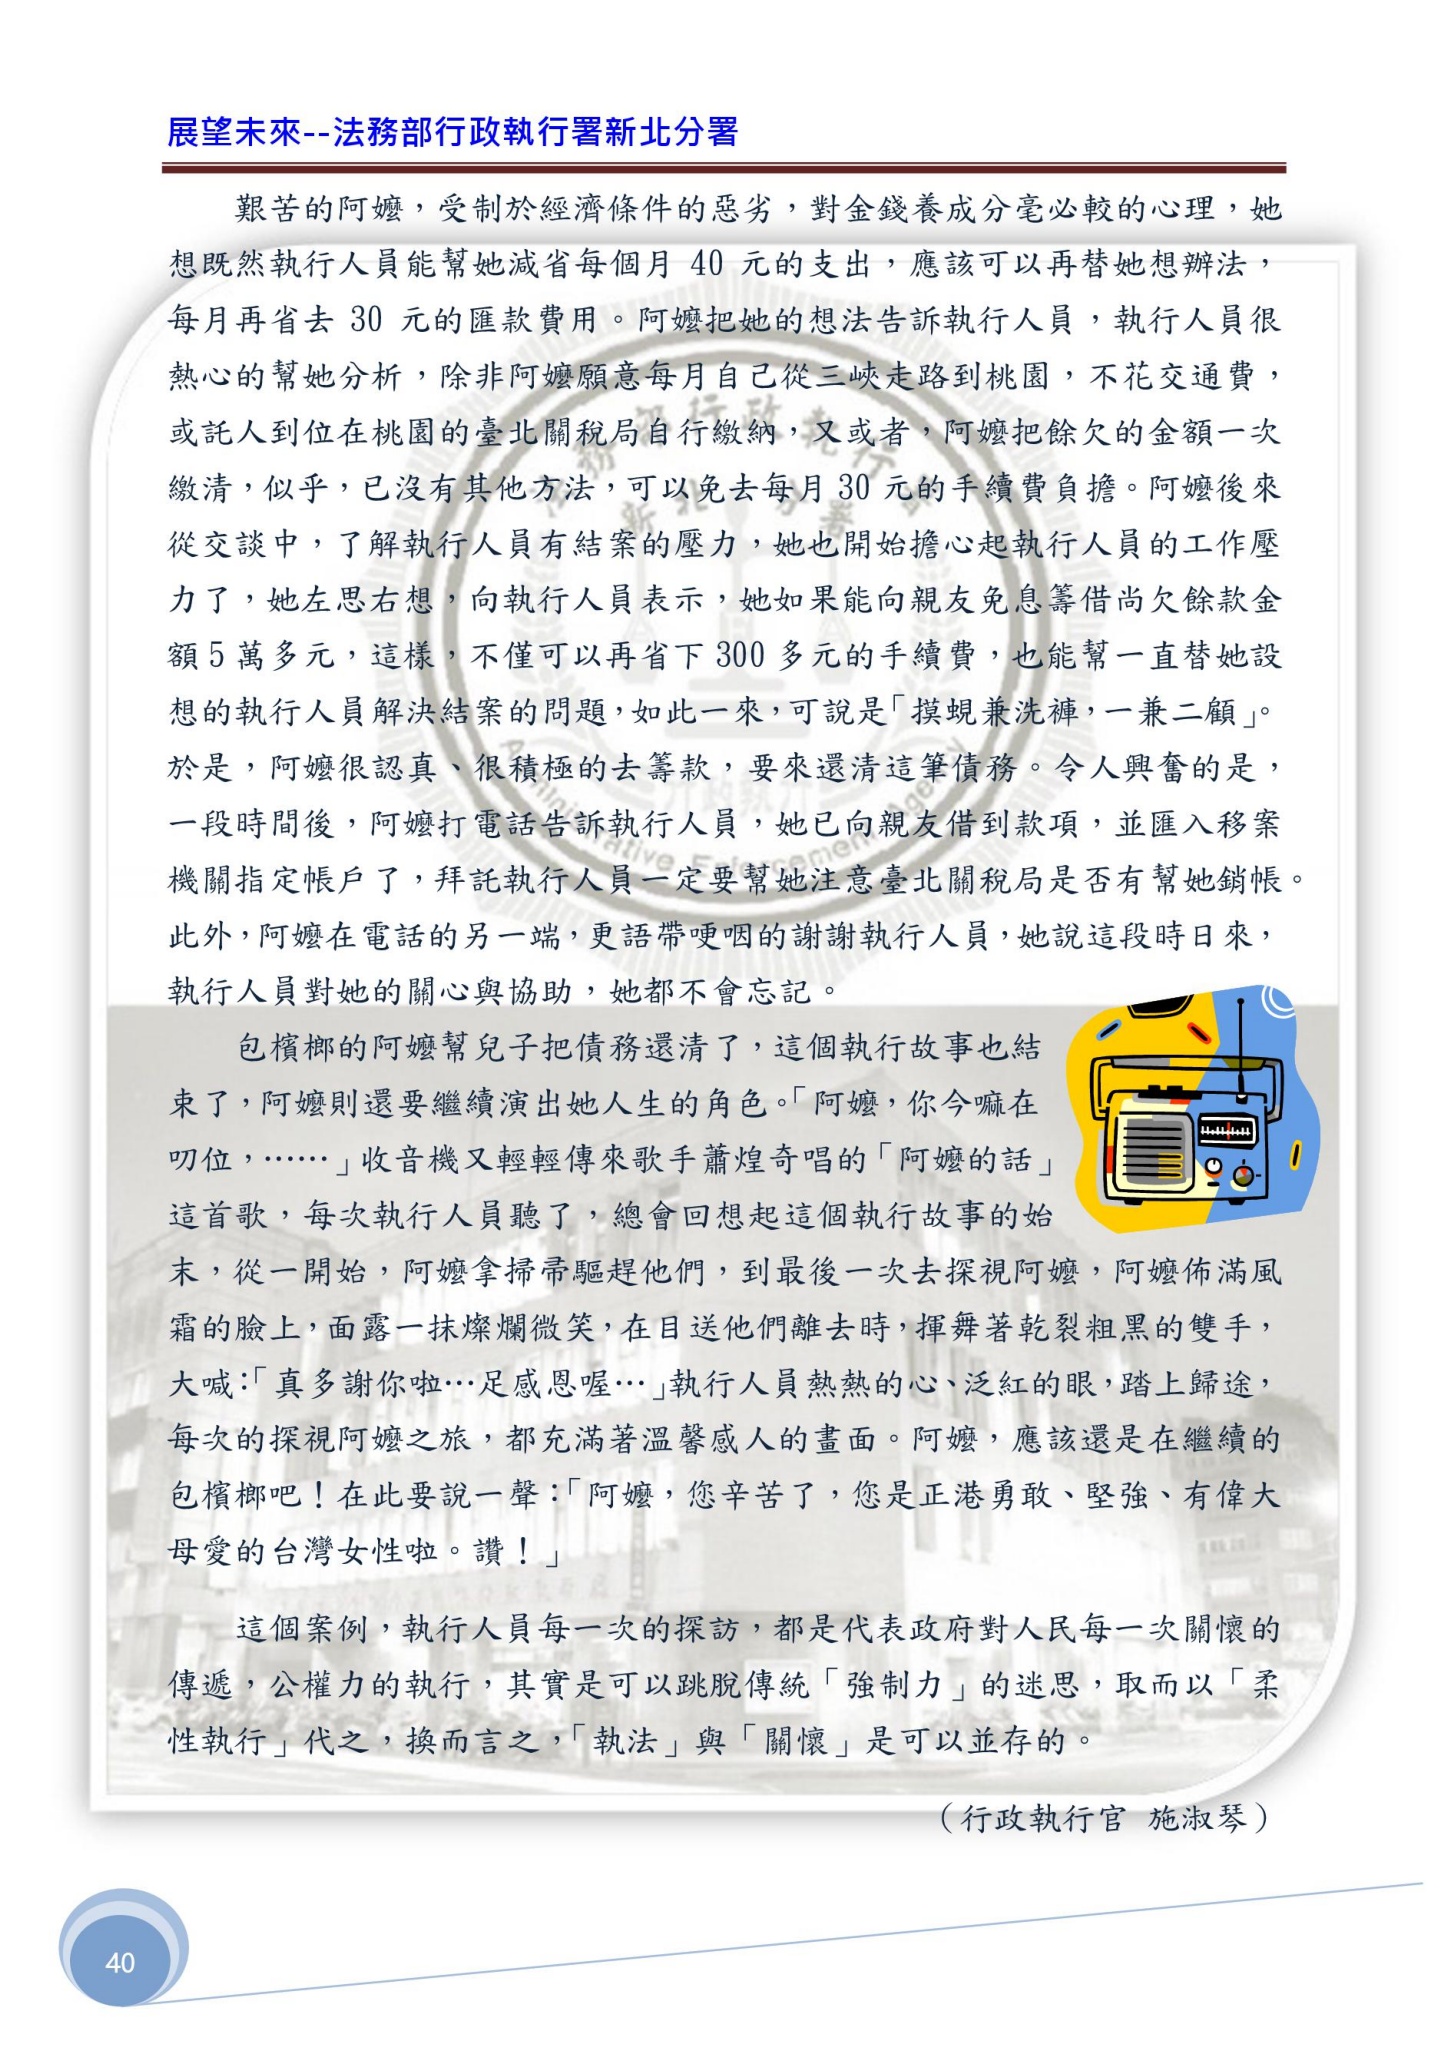 展望未來--法務部行政執行署新北分署
艱苦的阿嬤，受制於經濟條件的惡劣，對金錢養成分毫必較的心理，她
想既然執行人員能幫她減省每個月 40 元的支出，應該可以再替她想辦法，
每月再省去 30 元的匯款費用。阿嬤把她的想法告訴執行人員，執行人員很
熱心的幫她分析，除非阿嬤願意每月自己從三峽走路到桃園，不花交通費，
或託人到位在桃園的臺北關稅局自行繳納，又或者，阿嬤把餘欠的金額一次
繳清，似乎，已沒有其他方法，可以免去每月 30 元的手續費負擔。阿嬤後來
從交談中，了解執行人員有結案的壓力，她也開始擔心起執行人員的工作壓
力了，她左思右想，向執行人員表示，她如果能向親友免息籌借尚欠餘款金
額 5 萬多元，這樣，不僅可以再省下 300 多元的手續費，也能幫一直替她設
想的執行人員解決結案的問題，如此一來，可說是「摸蜆兼洗褲，一兼二顧」。
於是，阿嬤很認真、很積極的去籌款，要來還清這筆債務。令人興奮的是，
一段時間後，阿嬤打電話告訴執行人員，她已向親友借到款項，並匯入移案
機關指定帳戶了，拜託執行人員一定要幫她注意臺北關稅局是否有幫她銷帳。
此外，阿嬤在電話的另一端，更語帶哽咽的謝謝執行人員，她說這段時日來，
執行人員對她的關心與協助，她都不會忘記。
包檳榔的阿嬤幫兒子把債務還清了，這個執行故事也結
束了，阿嬤則還要繼續演出她人生的角色。「阿嬤，你今嘛在
叨位，……」收音機又輕輕傳來歌手蕭煌奇唱的「阿嬤的話」
這首歌，每次執行人員聽了，總會回想起這個執行故事的始
末，從一開始，阿嬤拿掃帚驅趕他們，到最後一次去探視阿嬤，阿嬤佈滿風
霜的臉上，面露一抹燦爛微笑，在目送他們離去時，揮舞著乾裂粗黑的雙手，
大喊：「真多謝你啦…足感恩喔…」執行人員熱熱的心、泛紅的眼，踏上歸途，
每次的探視阿嬤之旅，都充滿著溫馨感人的畫面。阿嬤，應該還是在繼續的
包檳榔吧！在此要說一聲：「阿嬤，您辛苦了，您是正港勇敢、堅強、有偉大
母愛的台灣女性啦。讚！」
這個案例，執行人員每一次的探訪，都是代表政府對人民每一次關懷的
傳遞，公權力的執行，其實是可以跳脫傳統「強制力」的迷思，取而以「柔
性執行」代之，換而言之，「執法」與「關懷」是可以並存的。
（行政執行官 施淑琴）
40
法務部行政執行署
新北分署
Administrative Enforcement Agency